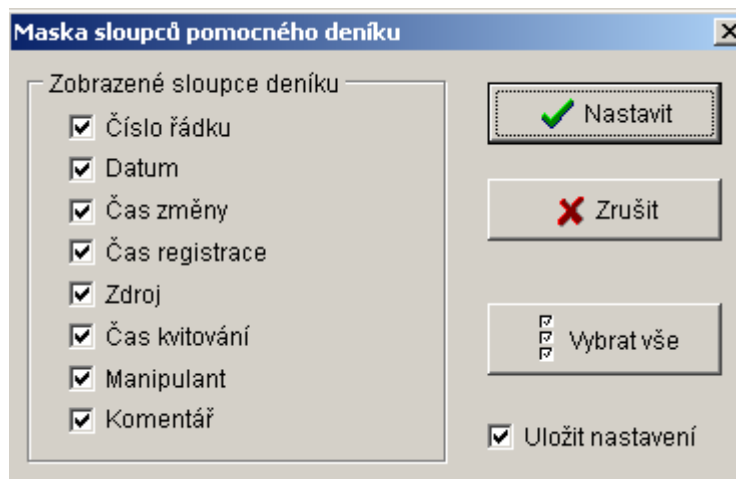 Maska sloupců pomocného deníku
Zobrazené sloupce deníku
Číslo řádku
Datum
Čas změny
Čas registrace
Zdroj
Čas kvitování
Manipulant
Komentář
Nastavit
Zrušit
Vybrat vše
Uložit nastavení